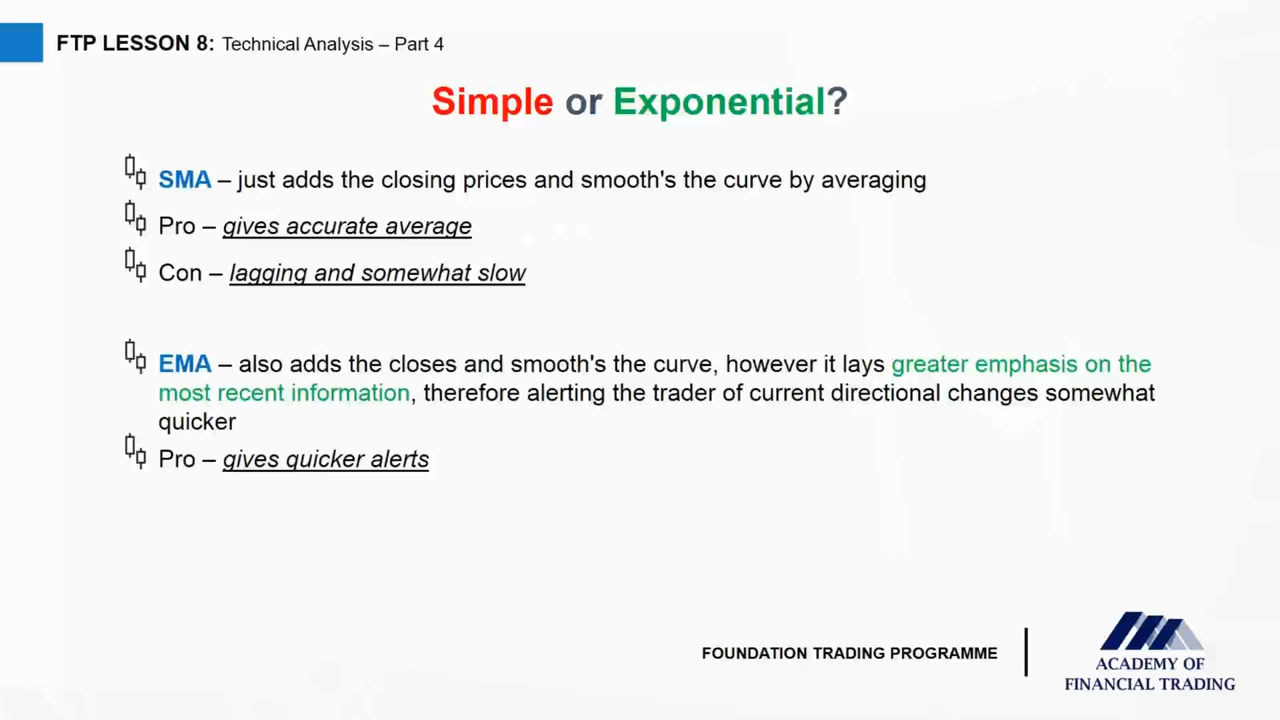 FTP LESSON 8: Technical Analysis – Part 4
Simple or Exponential?
SMA – just adds the closing prices and smooth's the curve by averaging
Pro – gives accurate average
Con – lagging and somewhat slow
EMA – also adds the closes and smooth's the curve, however it lays greater emphasis on the
most recent information, therefore alerting the trader of current directional changes somewhat
quicker
Pro – gives quicker alerts
FOUNDATION TRADING PROGRAMME
ACADEMY OF
FINANCIAL TRADING